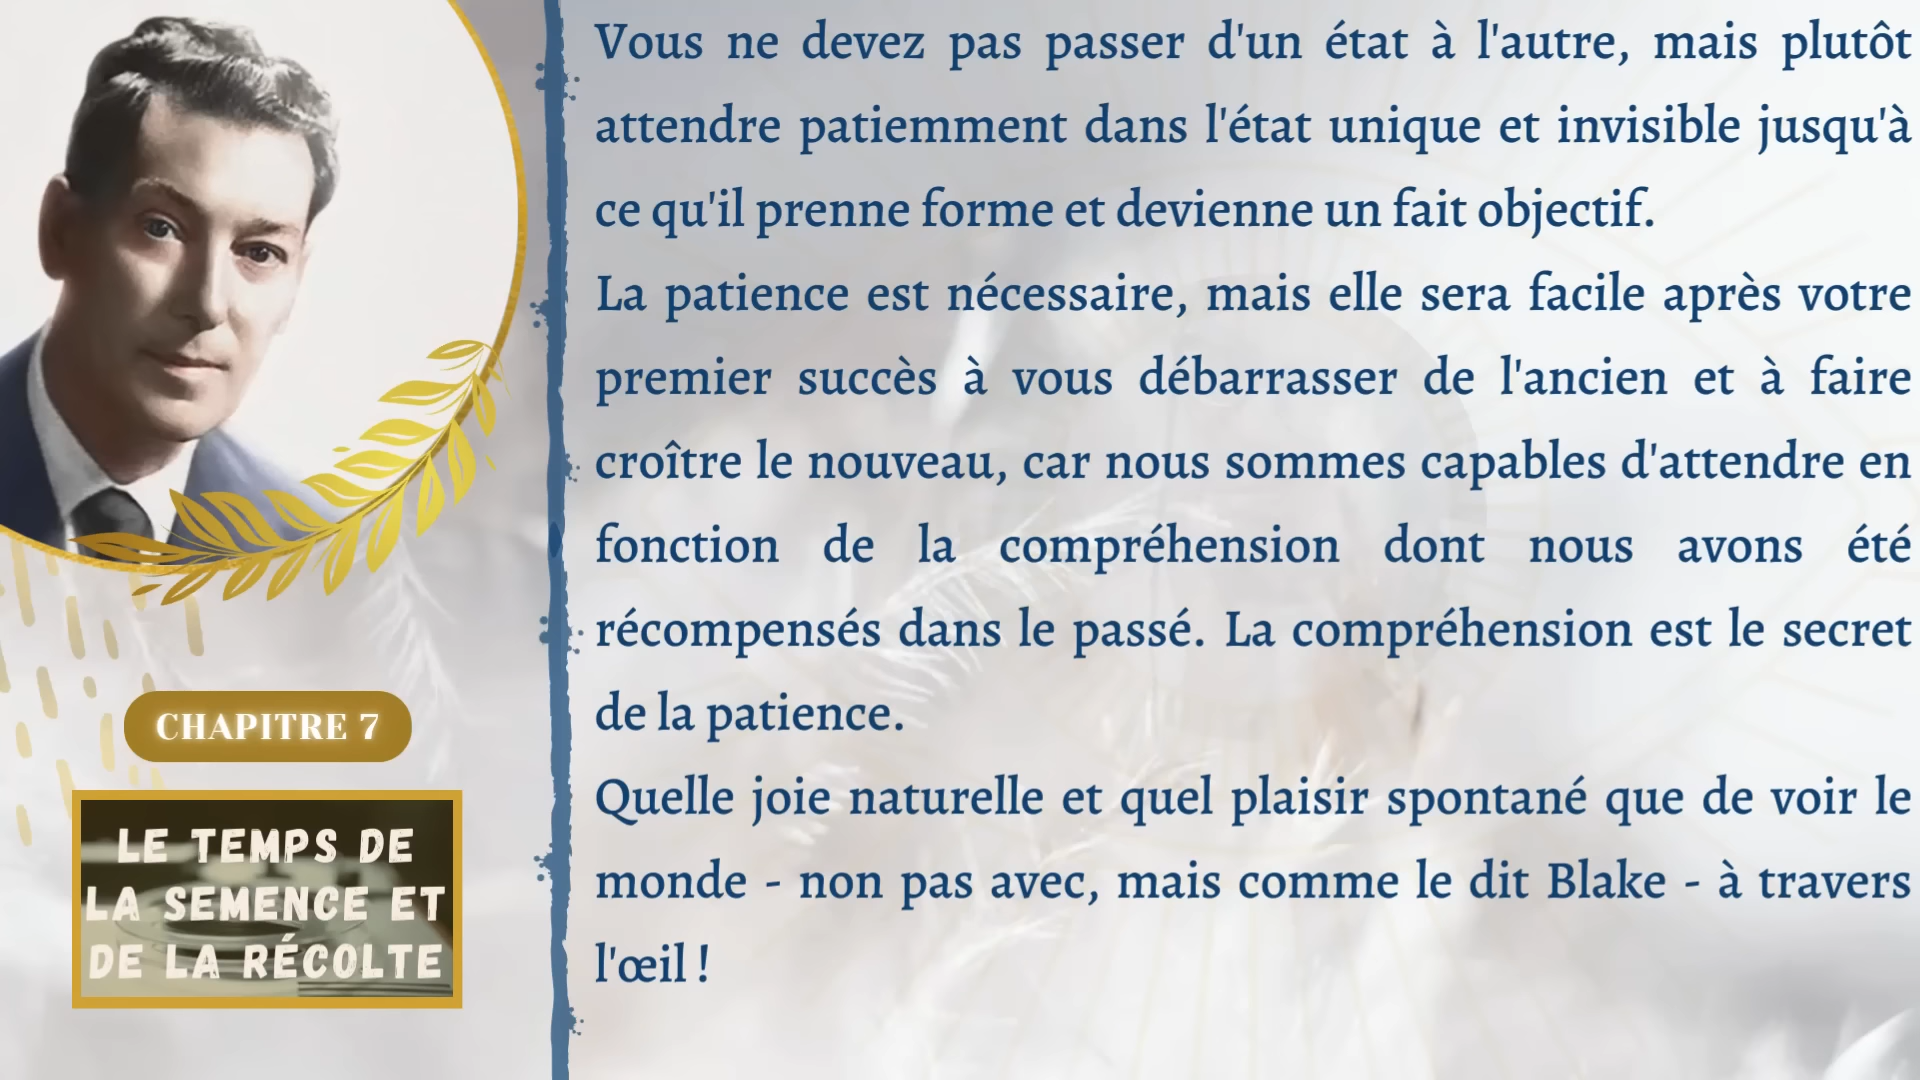 Vous ne devez pas passer d'un état à l'autre, mais plutôt
attendre patiemment dans l'état unique et invisible jusqu'à
ce qu'il prenne forme et devienne un fait objectif.
La patience est nécessaire, mais elle sera facile après votre
premier succès à vous débarrasser de l'ancien et à faire
croître le nouveau, car nous sommes capables d'attendre en
fonction de la compréhension dont nous avons été
récompensés dans le passé. La compréhension est le secret
de la patience.
Quelle joie naturelle et quel plaisir spontané que de voir le
monde - non pas avec, mais comme le dit Blake - à travers
l'œil !
CHAPITRE 7
LE TEMPS DE
LA SEMENCE ET
DE LA RÉCOLTE